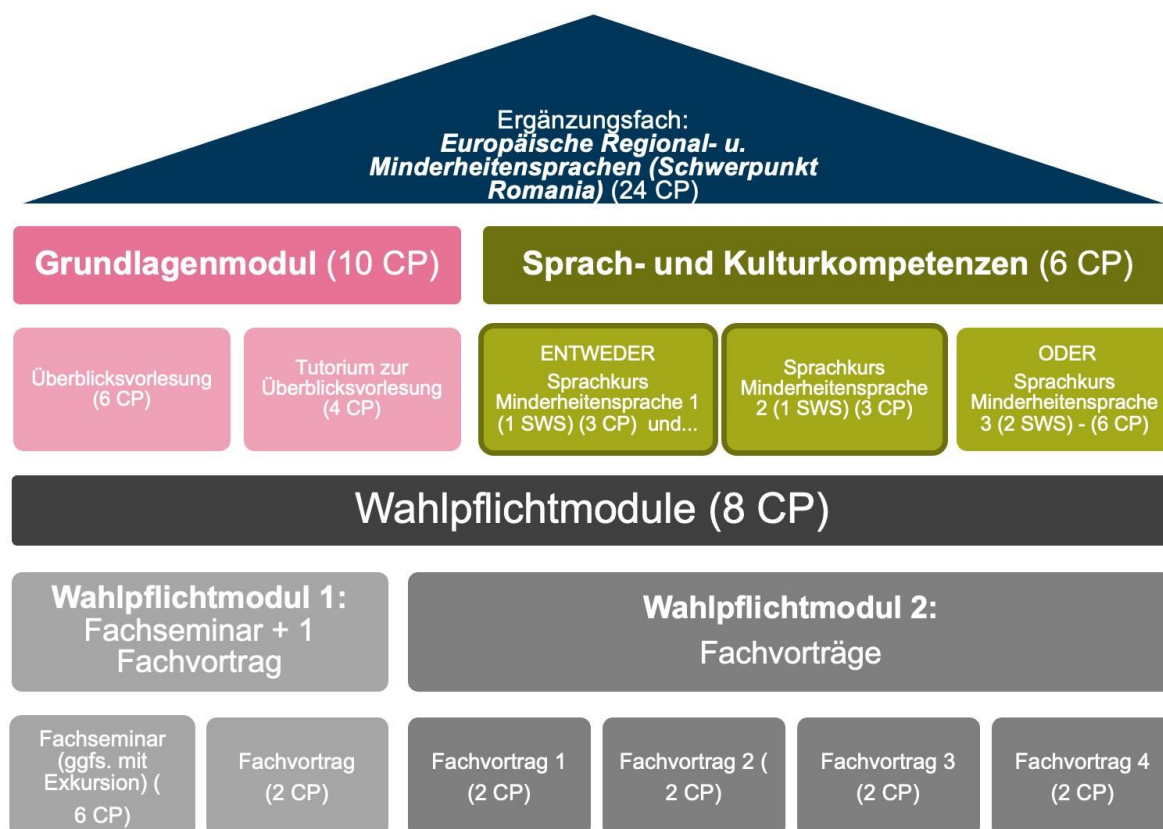 Ergänzungsfach:
Europäische Regional- u.
Minderheitensprachen (Schwerpunkt
Romania) (24 CP)
Grundlagenmodul (10 CP)
Sprach- und Kulturkompetenzen (6 CP)
Überblicksvorlesung
(6 CP)
Tutorium zur
Überblicksvorlesung
(4 CP)
ENTWEDER
Sprachkurs
Minderheitensprache 1
(1 SWS) (3 CP) und...
Sprachkurs
Minderheitensprache
2 (1 SWS) (3 CP)
ODER
Sprachkurs
Minderheitensprache
3 (2 SWS) - (6 CP)
Wahlpflichtmodule (8 CP)
Wahlpflichtmodul 1:
Fachseminar + 1
Fachvortrag
Wahlpflichtmodul 2:
Fachvorträge
Fachseminar
(ggfs. mit
Exkursion) (
6 CP)
Fachvortrag
(2 CP)
Fachvortrag 1
(2 CP)
Fachvortrag 2 (
2 CP)
Fachvortrag 3
(2 CP)
Fachvortrag 4
(2 CP)